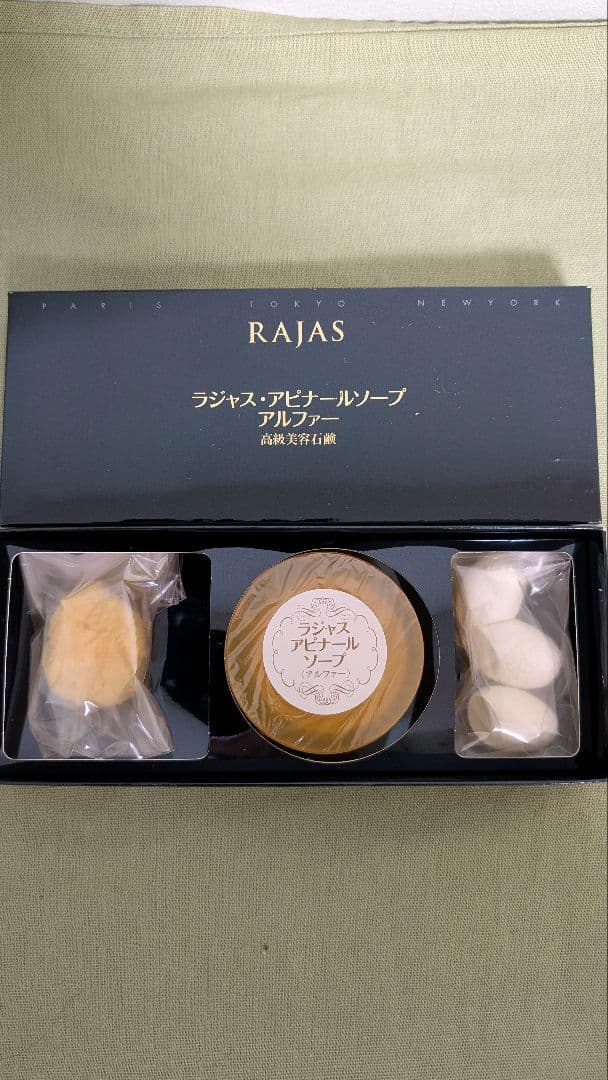 PARIS TOKYO NEWYORK
RAJAS
ラジャス・アピナールソープ
アルファー
高級美容石鹸
ラジャス
アピナール
ソープ
(アルファー)